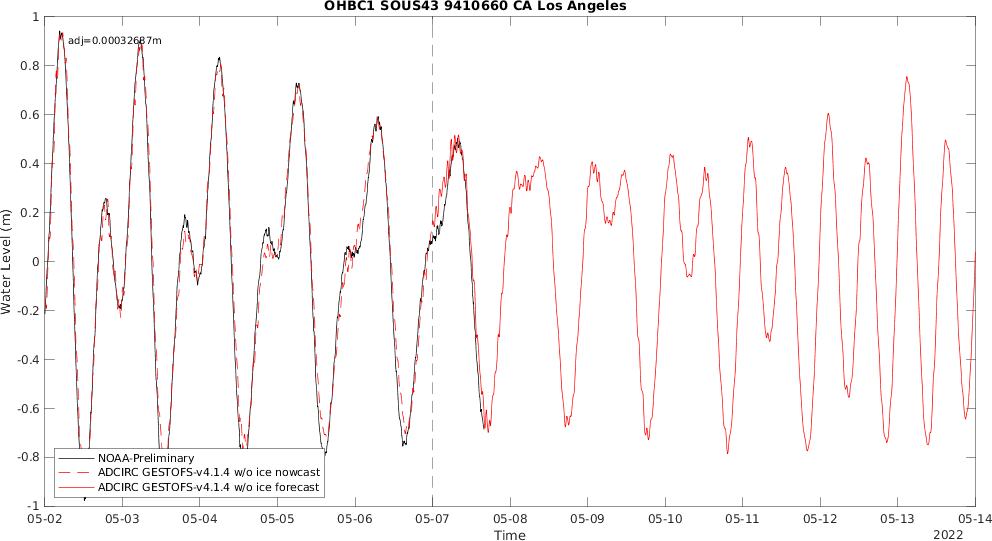 OHBC1 SOUS43 9410660 CA Los Angeles
adj=0.00032687m
Water Level (m)
1
0.8
0.6
0.4
0.2
0
-0.2
-0.4
-0.6
-0.8
-1
NOAA-Preliminary
ADCIRC GESTOFS-v4.1.4 w/o ice nowcast
ADCIRC GESTOFS-v4.1.4 w/o ice forecast
05-02 05-03 05-04 05-05 05-06 05-07 05-08 05-09 05-10 05-11 05-12 05-13 05-14
Time
2022